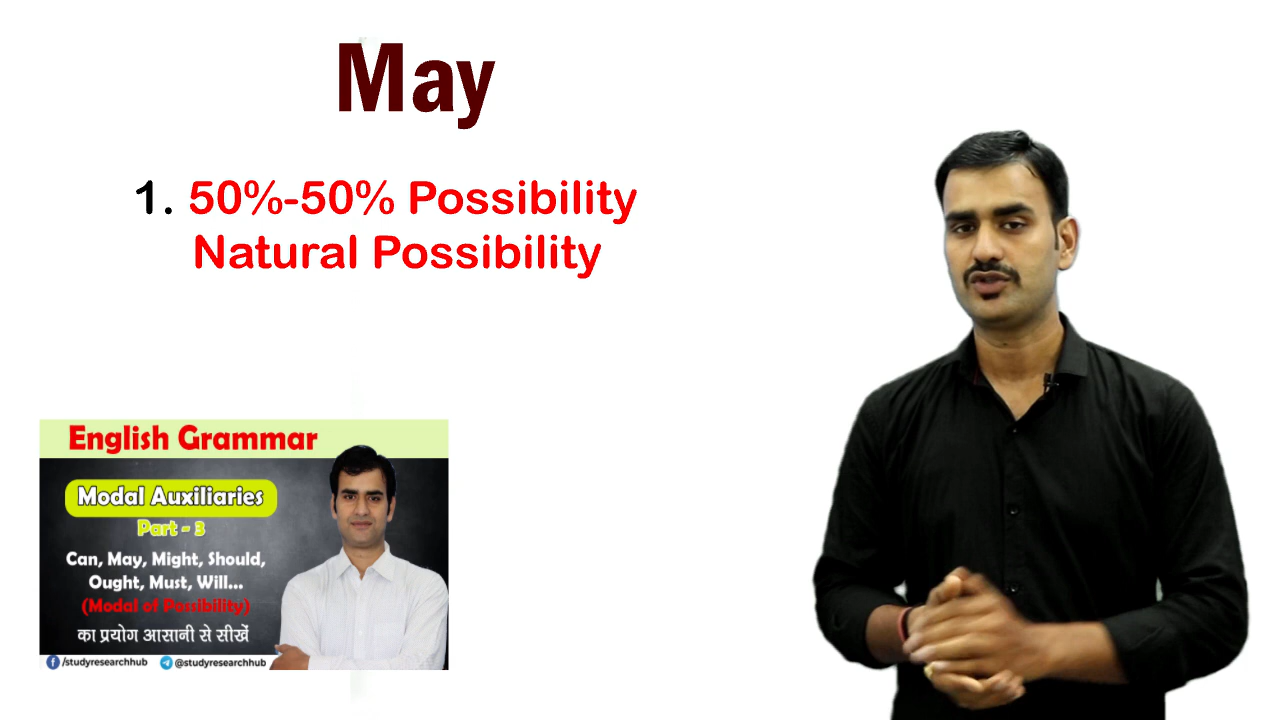 May
1. 50%-50% Possibility
Natural Possibility
English Grammar
Modal Auxiliaries
Part - 3
Can, May, Might, Should,
Ought, Must, Will...
(Modal of Possibility)
का प्रयोग आसानी से सीखें
/studyresearchhub @studyresearchhub